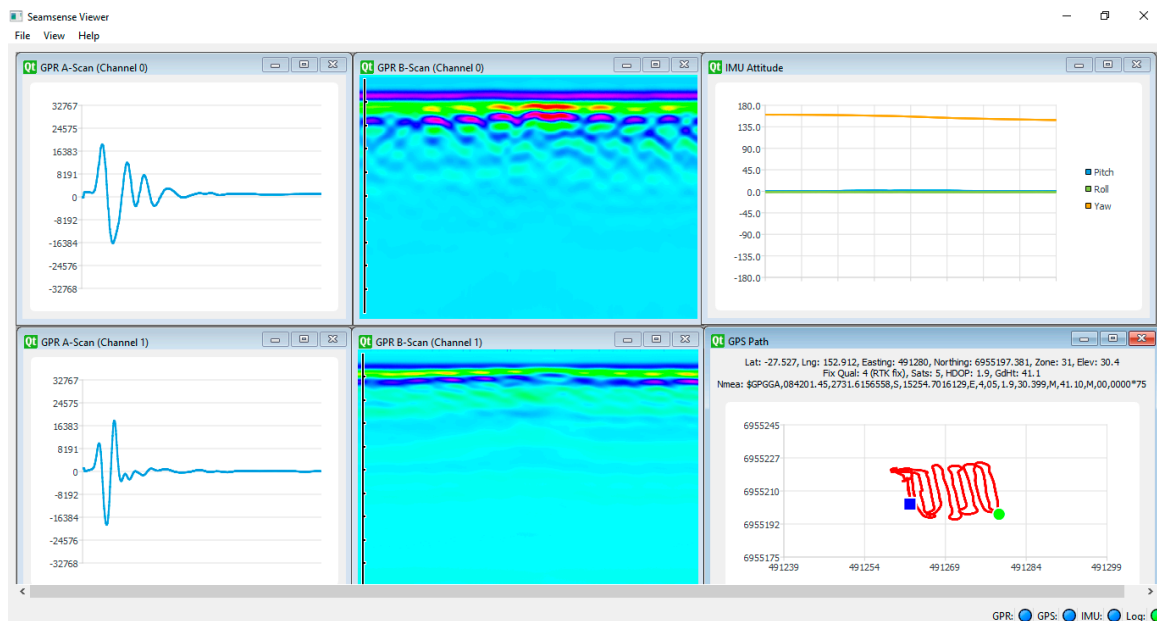 Seamsense Viewer
File View Help
Qt GPR A-Scan (Channel 0)
32767
24575
16383
8191
0
-8192
-16384
-24576
-32768
Qt GPR B-Scan (Channel 0)
Qt IMU Attitude
180.0
135.0
90.0
45.0
0.0
-45.0
-90.0
-135.0
-180.0
Pitch
Roll
Yaw
Qt GPR A-Scan (Channel 1)
32767
24575
16383
8191
0
-8192
-16384
-24576
-32768
Qt GPR B-Scan (Channel 1)
Qt GPS Path
Lat: -27.527, Lng: 152.912, Easting: 491280, Northing: 6955197.381, Zone: 31, Elev: 30.4
Fix Qual: 4 (RTK fix), Sats: 5, HDOP: 1.9, GdHt: 41.1
Nmea: $GPGGA,084201.45,2731.6156558,S,15254.7016129,E,4,05,1.9,30.399,M,41.10,M,00,0000*75
6955245
6955227
6955210
6955192
6955175
491239 491254 491269 491284 491299
GPR: GPS: IMU: Log: